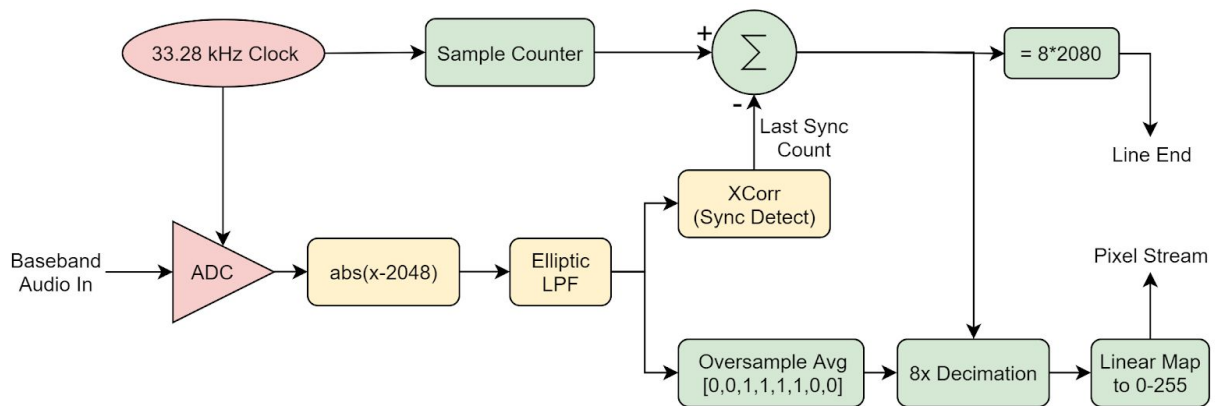 33.28 kHz Clock
Sample Counter
+
∑
-
= 8*2080
Last Sync
Count
Line End
XCorr
(Sync Detect)
Baseband
Audio In
ADC
abs(x-2048)
Elliptic
LPF
Pixel Stream
Oversample Avg
[0,0,1,1,1,1,0,0]
8x Decimation
Linear Map
to 0-255